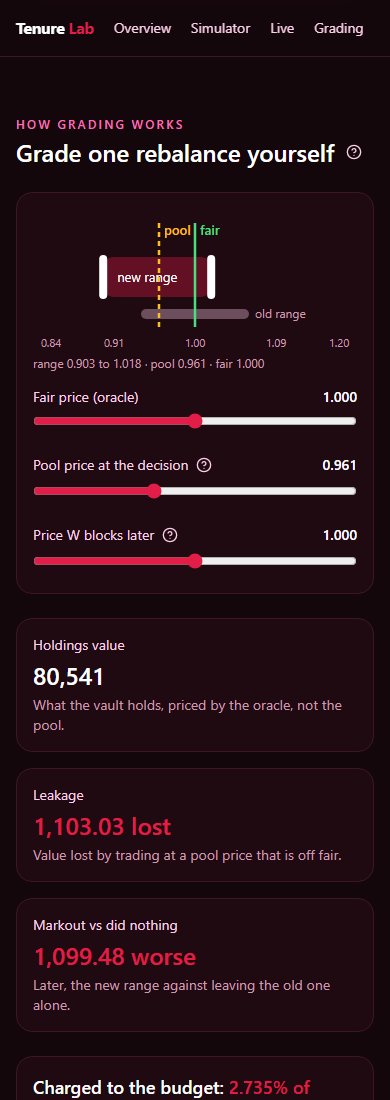 Tenure Lab Overview Simulator Live Grading
HOW GRADING WORKS
Grade one rebalance yourself
pool fair
new range
old range
0.84 0.91 1.00 1.09 1.20
range 0.903 to 1.018 · pool 0.961 · fair 1.000
Fair price (oracle) 1.000
Pool price at the decision 0.961
Price W blocks later 1.000
Holdings value
80,541
What the vault holds, priced by the oracle, not the
pool.
Leakage
1,103.03 lost
Value lost by trading at a pool price that is off fair.
Markout vs did nothing
1,099.48 worse
Later, the new range against leaving the old one
alone.
Charged to the budget: 2.735% of